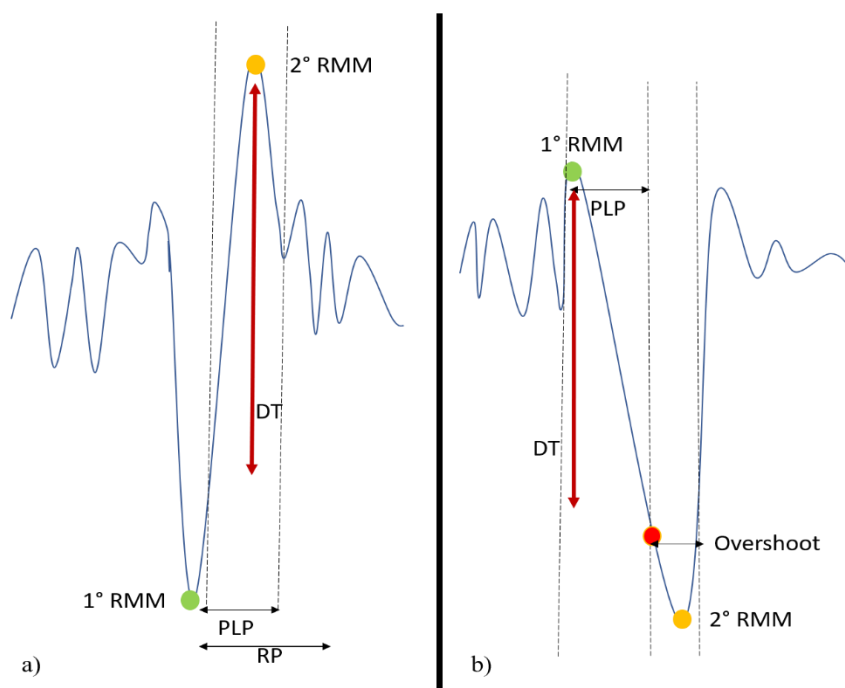 2° RMM
DT
1° RMM
PLP
RP
a)
1° RMM
PLP
DT
Overshoot
2° RMM
b)